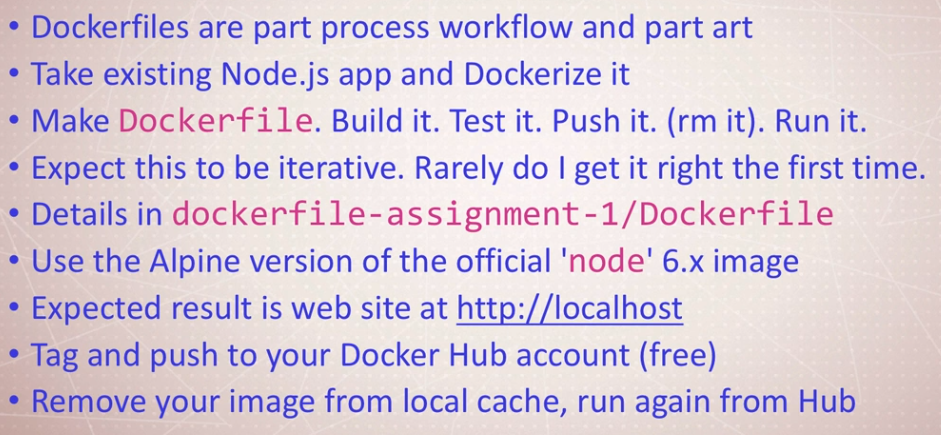 • Dockerfiles are part process workflow and part art
• Take existing Node.js app and Dockerize it
• Make Dockerfile. Build it. Test it. Push it. (rm it). Run it.
• Expect this to be iterative. Rarely do I get it right the first time.
• Details in dockerfile-assignment-1/Dockerfile
• Use the Alpine version of the official 'node' 6.x image
• Expected result is web site at http://localhost
• Tag and push to your Docker Hub account (free)
• Remove your image from local cache, run again from Hub